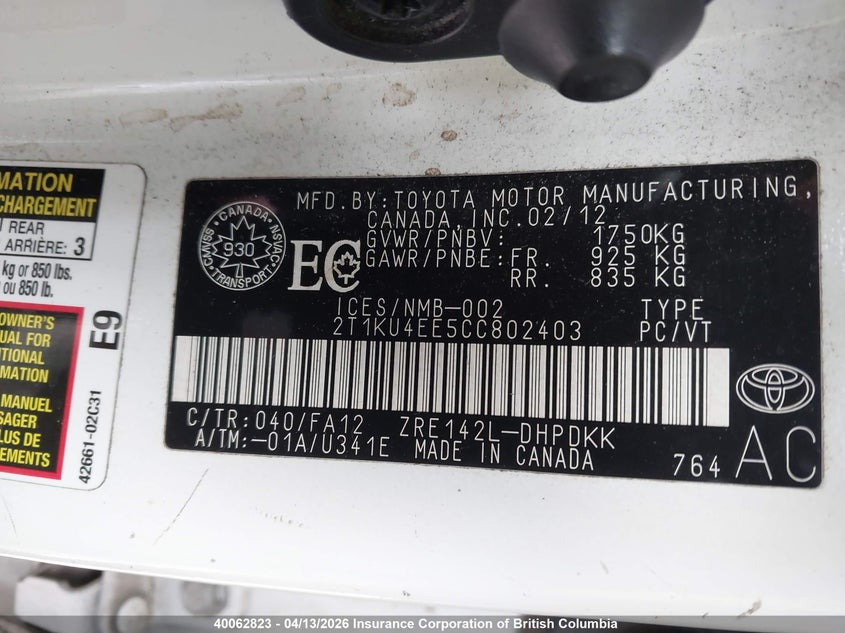 MATION
CHARGEMENT
REAR
ARRIÈRE: 3
kg or 850 lbs.
ou 850 lb.
OWNER'S
UAL FOR
ITIONAL
MATION
MANUEL
SAGER
LUS DE
EMENTS
E9
42661-02C31
MFD.BY:TOYOTA MOTOR MANUFACTURING,
CANADA,INC.02/12
GVWR/PNBV: 1750KG
GAWR/PNBE:FR. 925 KG
RR. 835 KG
CANADA
CMVSS
NSVAC
930
TRANSPORT
EC
ICES/NMB-002 TYPE
2T1KU4EE5CC802403 PC/VT
C/TR:040/FA12 ZRE142L-DHPDKK
A/TM:-01A/U341E MADE IN CANADA
764 AC
40062823 - 04/13/2026 Insurance Corporation of British Columbia